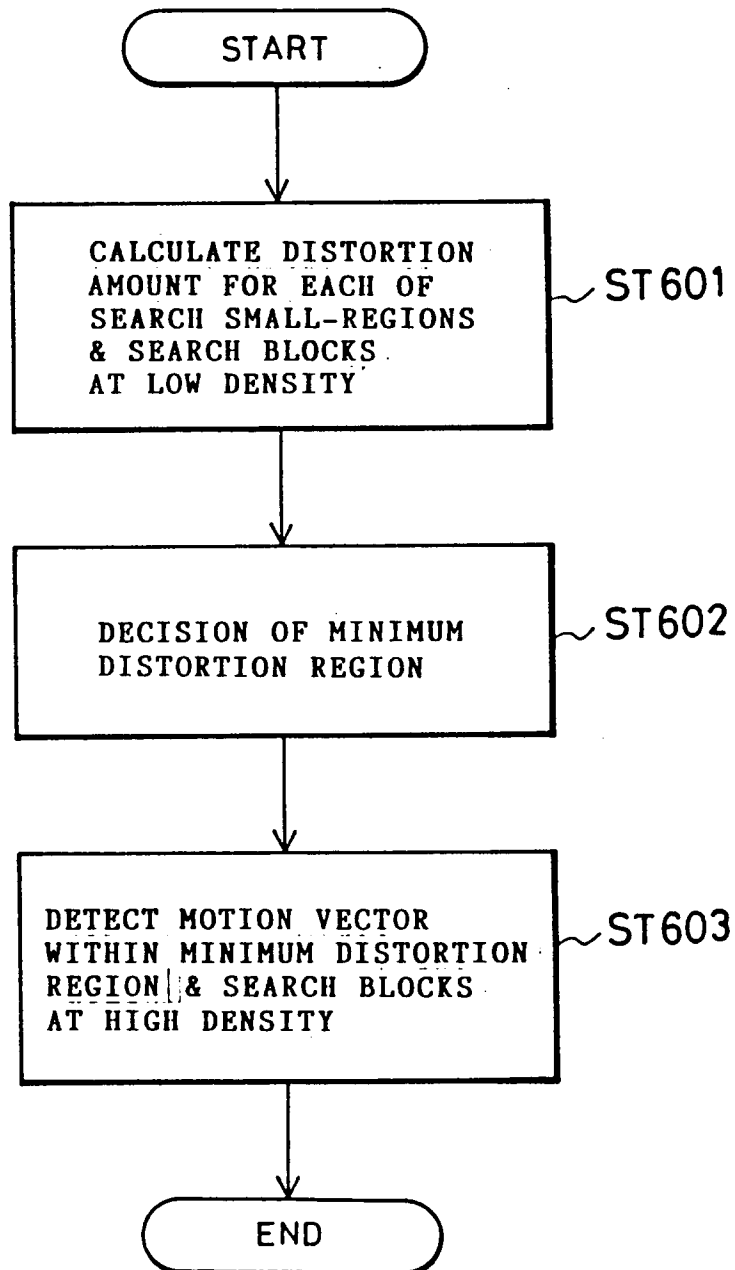 START
CALCULATE DISTORTION
AMOUNT FOR EACH OF
SEARCH SMALL-REGIONS
& SEARCH BLOCKS
AT LOW DENSITY
ST601
DECISION OF MINIMUM
DISTORTION REGION
ST602
DETECT MOTION VECTOR
WITHIN MINIMUM DISTORTION
REGION & SEARCH BLOCKS
AT HIGH DENSITY
ST603
END